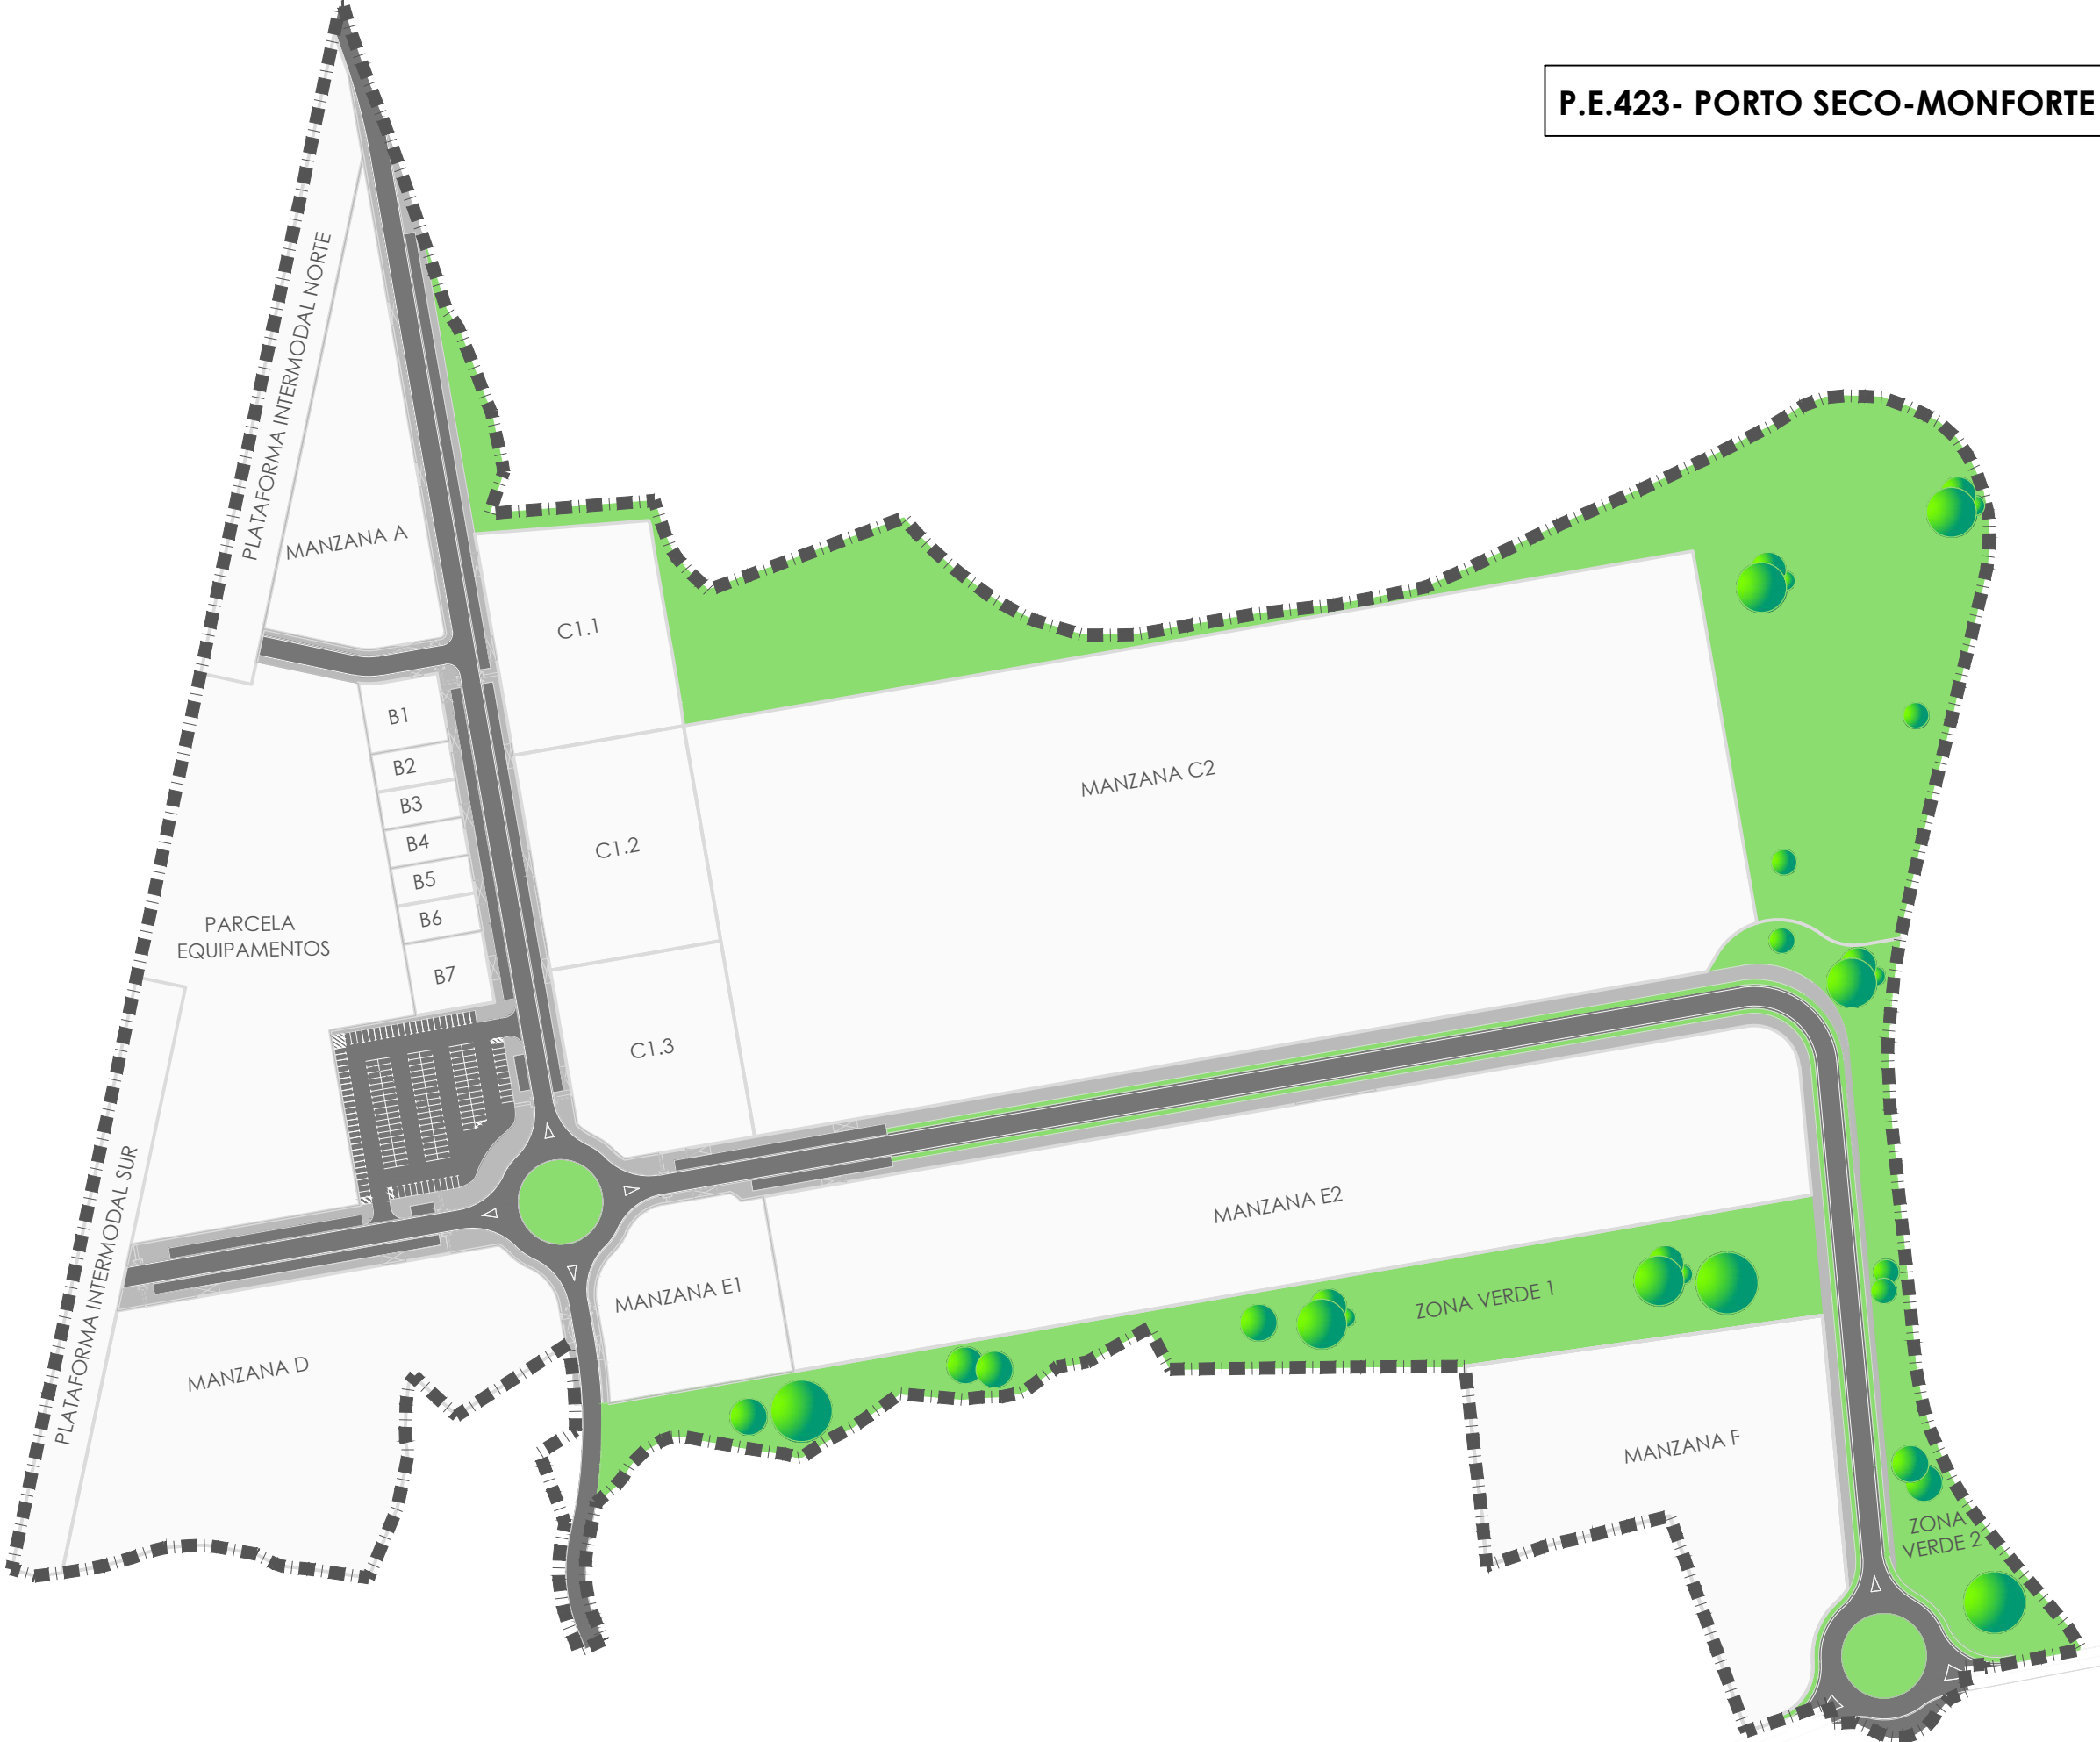 P.E.423- PORTO SECO-MONFORTE
PLATAFORMA INTERMODAL NORTE
MANZANA A
C1.1
B1
B2
B3
B4
B5
B6
B7
C1.2
MANZANA C2
PARCELA
EQUIPAMENTOS
C1.3
PLATAFORMA INTERMODAL SUR
MANZANA E2
MANZANA E1
ZONA VERDE 1
MANZANA D
MANZANA F
ZONA
VERDE 2